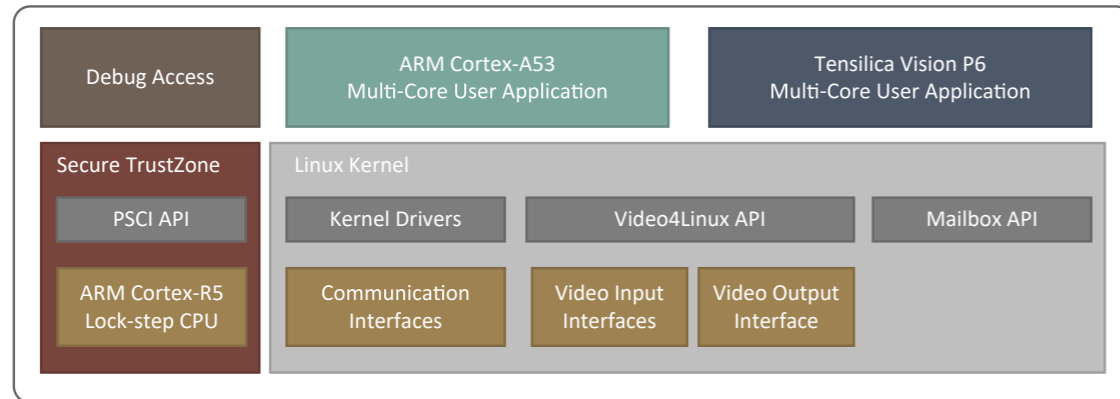 Debug Access
ARM Cortex-A53
Multi-Core User Application
Tensilica Vision P6
Multi-Core User Application
Secure TrustZone
Linux Kernel
PSCI API
Kernel Drivers
Video4Linux API
Mailbox API
ARM Cortex-R5
Lock-step CPU
Communication
Interfaces
Video Input
Interfaces
Video Output
Interface